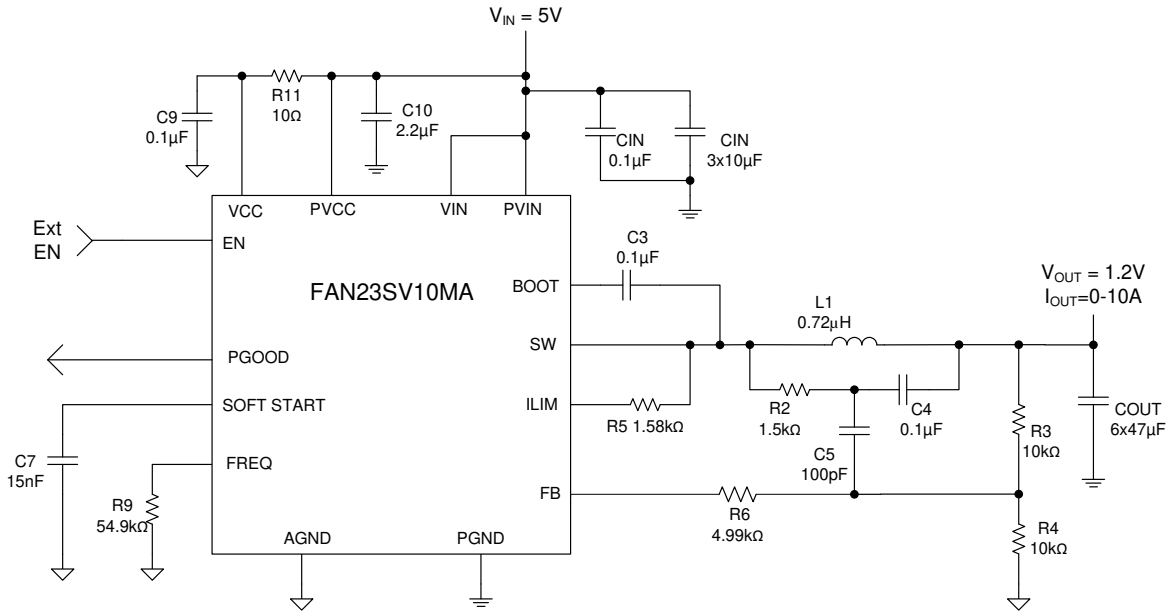 V_IN = 5V
R11
10Ω
C9
0.1µF
C10
2.2µF
CIN
0.1µF
CIN
3x10µF
VCC
PVCC
VIN
PVIN
Ext
EN
EN
FAN23SV10MA
BOOT
C3
0.1µF
V_OUT = 1.2V
I_OUT=0-10A
L1
0.72µH
SW
PGOOD
SOFT START
ILIM
R5 1.58kΩ
R2
1.5kΩ
C4
0.1µF
COUT
6x47µF
R3
10kΩ
C5
100pF
C7
15nF
FREQ
FB
R6
4.99kΩ
R9
54.9kΩ
R4
10kΩ
AGND
PGND